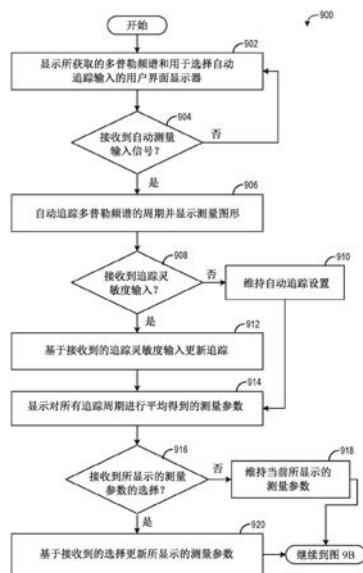 900
开始
902
显示所获取的多普勒频谱和用于选择自动
追踪输入的用户界面显示器
904
接收到自动测量
输入信号？
否
是
906
自动追踪多普勒频谱的周期并显示测量图形
908
接收到追踪灵
敏度输入？
否
910
维持自动追踪设置
是
912
基于接收到的追踪灵敏度输入更新追踪
914
显示对所有追踪周期进行平均得到的测量参数
916
接收到所显示的测量
参数的选择？
否
918
维持当前所显示的
测量参数
是
920
基于接收到的选择更新所显示的测量参数
继续到图 9B